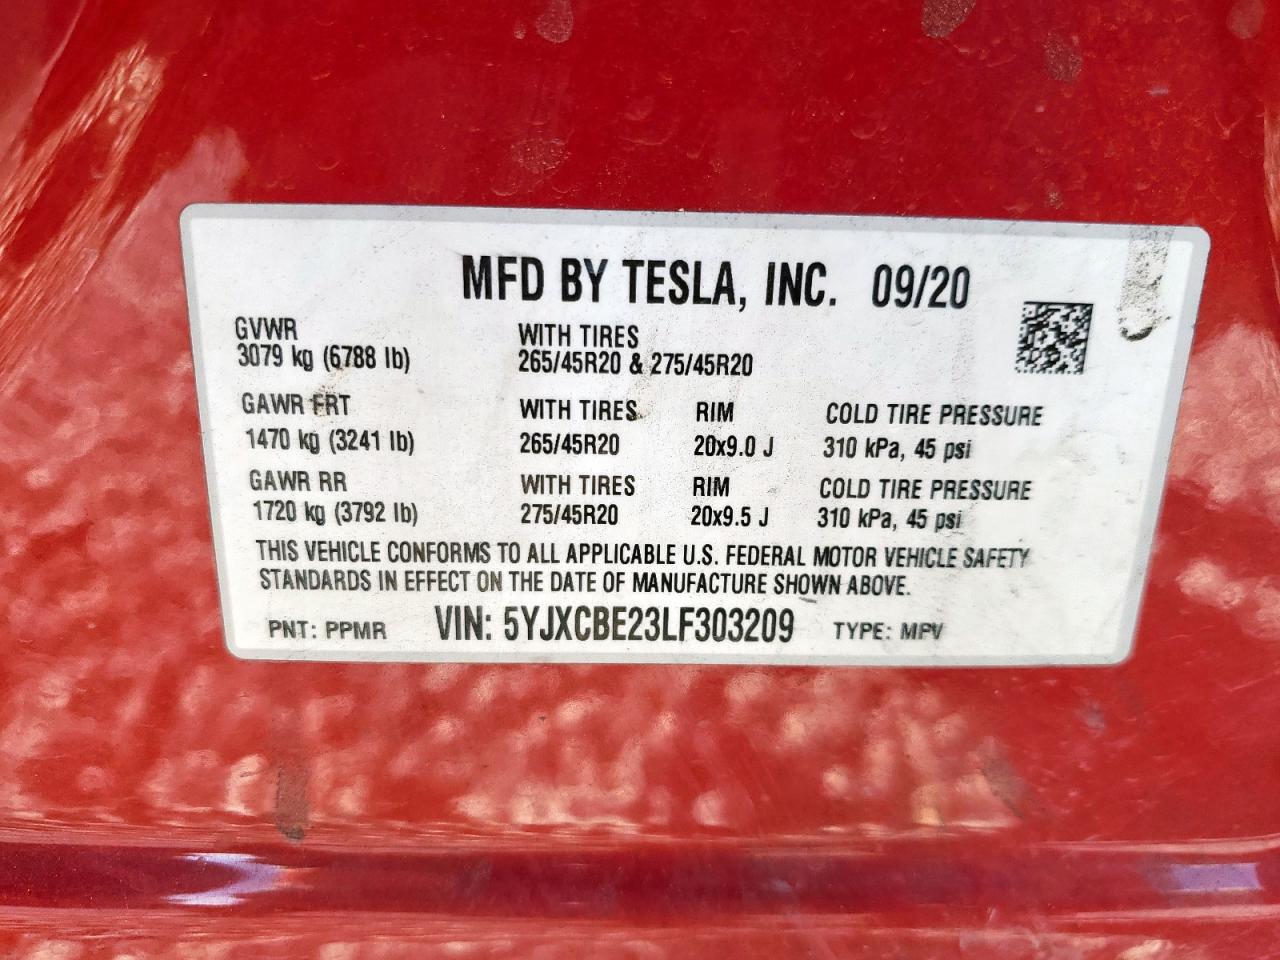 MFD BY TESLA, INC. 09/20
GVWR WITH TIRES
3079 kg (6788 lb) 265/45R20 & 275/45R20
GAWR FRT WITH TIRES RIM COLD TIRE PRESSURE
1470 kg (3241 lb) 265/45R20 20x9.0 J 310 kPa, 45 psi
GAWR RR WITH TIRES RIM COLD TIRE PRESSURE
1720 kg (3792 lb) 275/45R20 20x9.5 J 310 kPa, 45 psi
THIS VEHICLE CONFORMS TO ALL APPLICABLE U.S. FEDERAL MOTOR VEHICLE SAFETY
STANDARDS IN EFFECT ON THE DATE OF MANUFACTURE SHOWN ABOVE.
PNT: PPMR VIN: 5YJXCBE23LF303209 TYPE: MPV